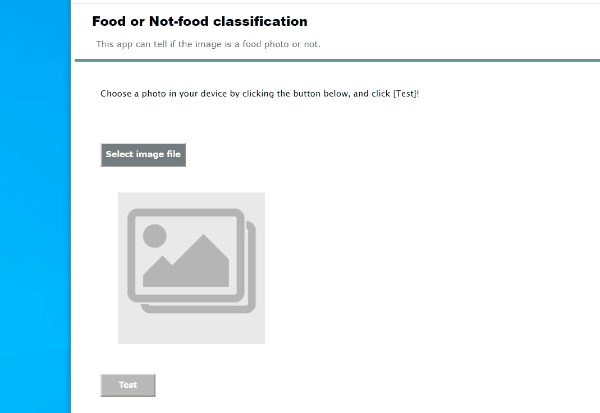 Food or Not-food classification
This app can tell if the image is a food photo or not.
Choose a photo in your device by clicking the button below, and click [Test]!
Select image file
Test